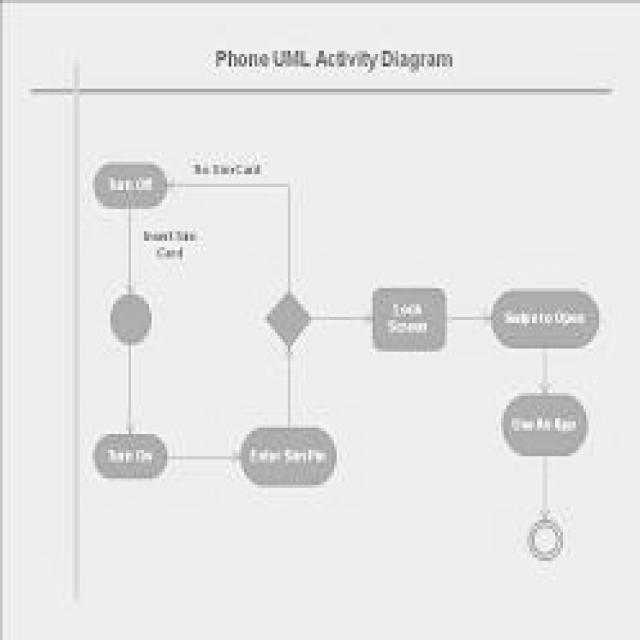 Phone UML Activity Diagram
No Sim Card
Turn Off
Insert Sim
Card
Lock
Screen
Swipe to Open
Use An App
Turn On
Enter Sim Pin